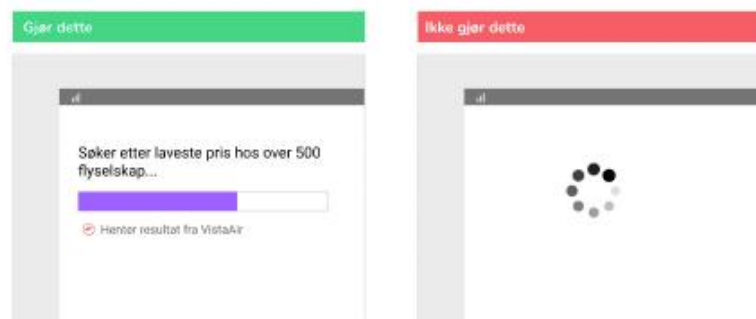 Gjør dette
Ikke gjør dette
Søker etter laveste pris hos over 500
flyselskap...
Henter resultat fra VistaAir